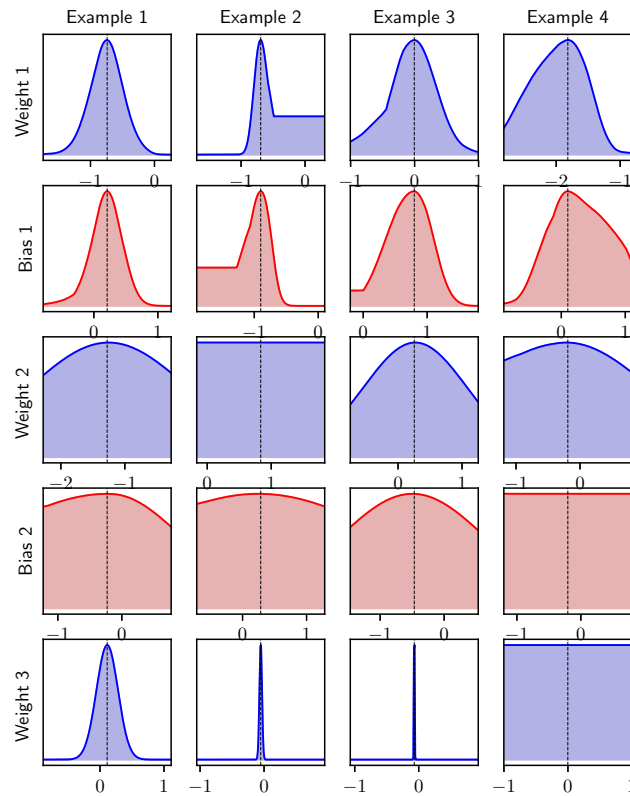 Example 1 Example 2 Example 3 Example 4
Weight 1
−1 0 −1 0 −1 0 1 −2 −1
Bias 1
0 1 −1 0 0 1 0 1
Weight 2
−2 −1 0 1 0 1 −1 0
Bias 2
−1 0 0 1 −1 0 −1 0
Weight 3
0 1 −1 0 −1 0 −1 0 1